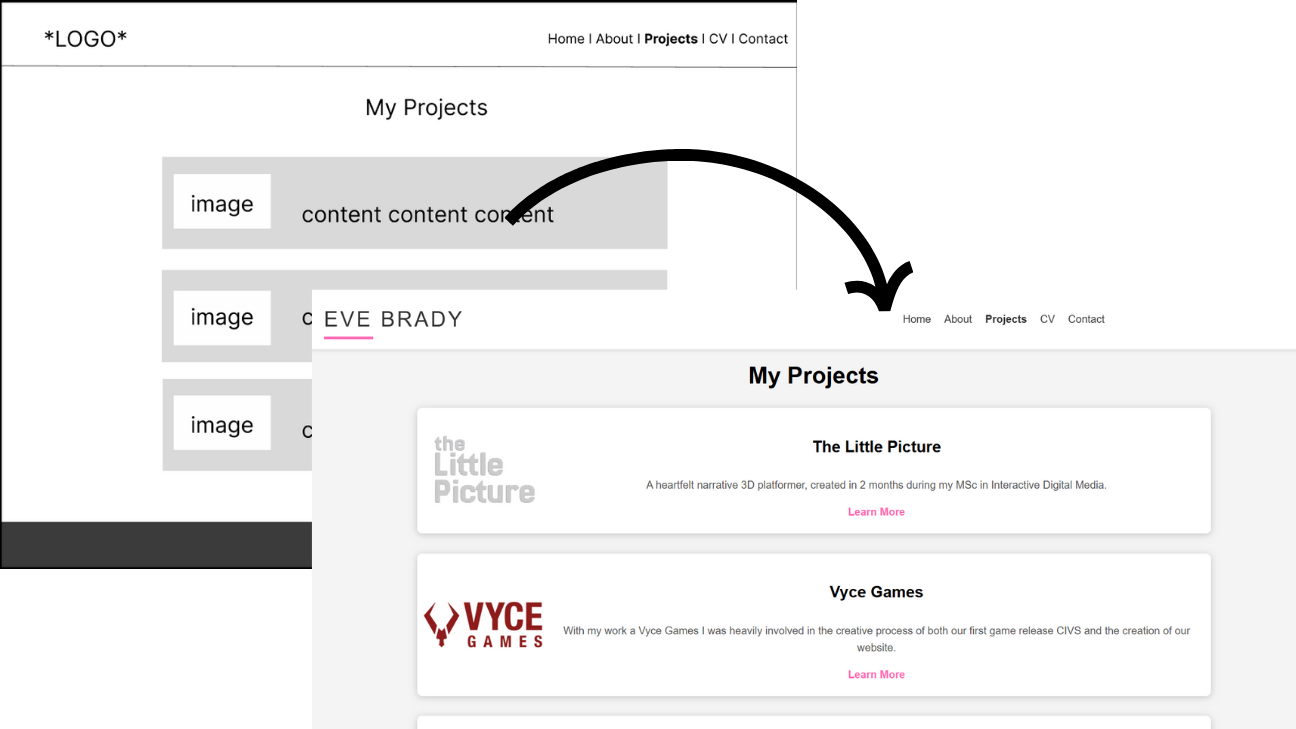 *LOGO*
Home I About I Projects I CV I Contact
My Projects
image
content content content
image
c
image
c
EVE BRADY
Home About Projects CV Contact
My Projects
the
Little
Picture
The Little Picture
A heartfelt narrative 3D platformer, created in 2 months during my MSc in Interactive Digital Media.
Learn More
VYCE
GAMES
Vyce Games
With my work a Vyce Games I was heavily involved in the creative process of both our first game release CIVS and the creation of our
website.
Learn More